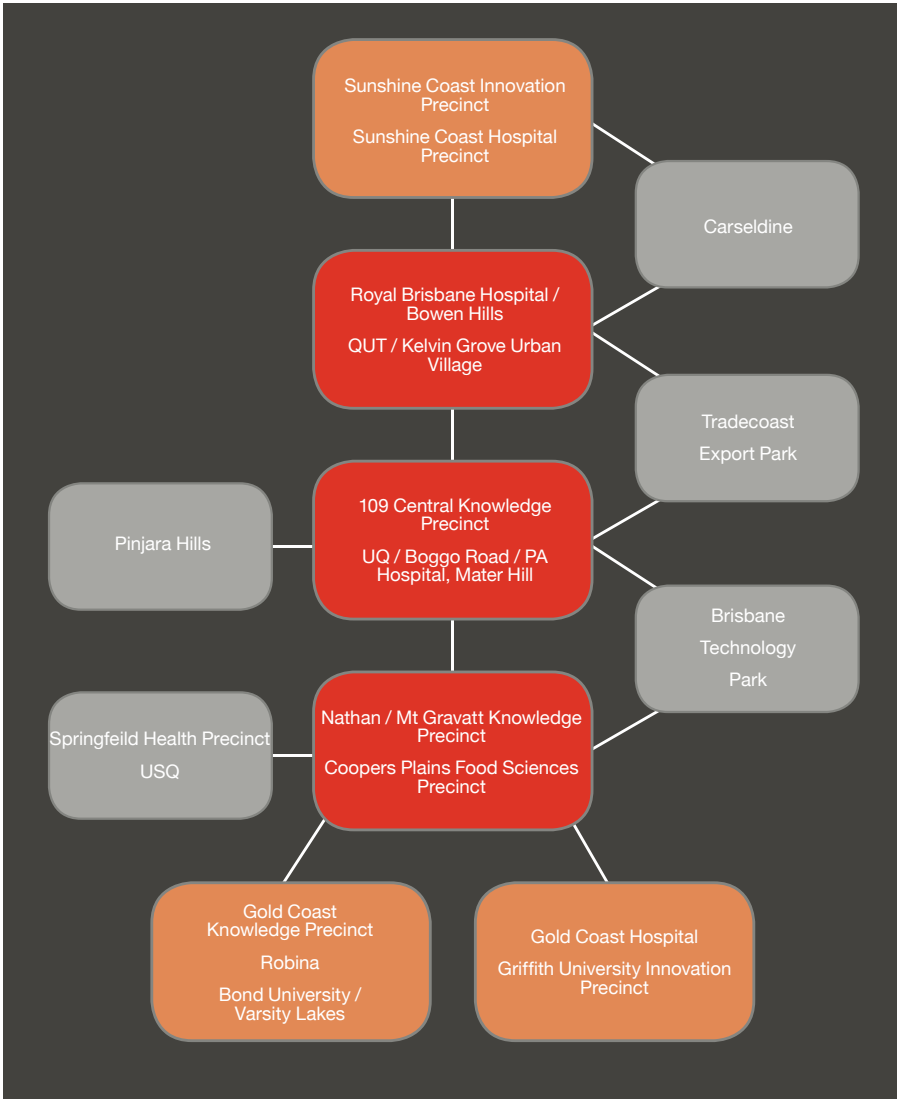 Sunshine Coast Innovation
Precinct
Sunshine Coast Hospital
Precinct
Carseldine
Royal Brisbane Hospital /
Bowen Hills
QUT / Kelvin Grove Urban
Village
Tradecoast
Export Park
109 Central Knowledge
Precinct
UQ / Boggo Road / PA
Hospital, Mater Hill
Pinjara Hills
Brisbane
Technology
Park
Nathan / Mt Gravatt Knowledge
Precinct
Coopers Plains Food Sciences
Precinct
Springfeild Health Precinct
USQ
Gold Coast
Knowledge Precinct
Robina
Bond University /
Varsity Lakes
Gold Coast Hospital
Griffith University Innovation
Precinct